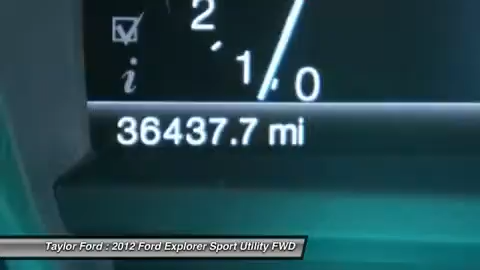 2
i
1 0
36437.7 mi
Taylor Ford : 2012 Ford Explorer Sport Utility FWD